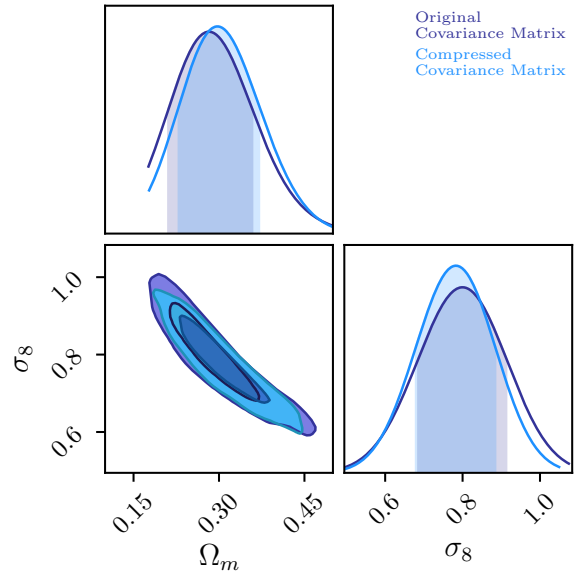 Original
Covariance Matrix
Compressed
Covariance Matrix
1.0
0.8
0.6
σ8
0.15
0.30
0.45
Ωm
0.6
0.8
1.0
σ8